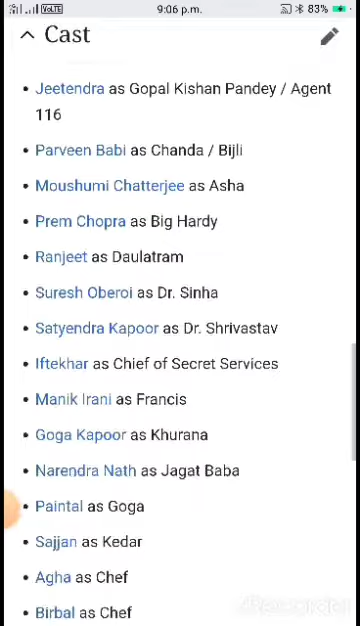 VoLTE 9:06 p.m. 83%
Cast
• Jeetendra as Gopal Kishan Pandey / Agent
116
• Parveen Babi as Chanda / Bijli
• Moushumi Chatterjee as Asha
• Prem Chopra as Big Hardy
• Ranjeet as Daulatram
• Suresh Oberoi as Dr. Sinha
• Satyendra Kapoor as Dr. Shrivastav
• Iftekhar as Chief of Secret Services
• Manik Irani as Francis
• Goga Kapoor as Khurana
• Narendra Nath as Jagat Baba
• Paintal as Goga
• Sajjan as Kedar
• Agha as Chef
• Birbal as Chef